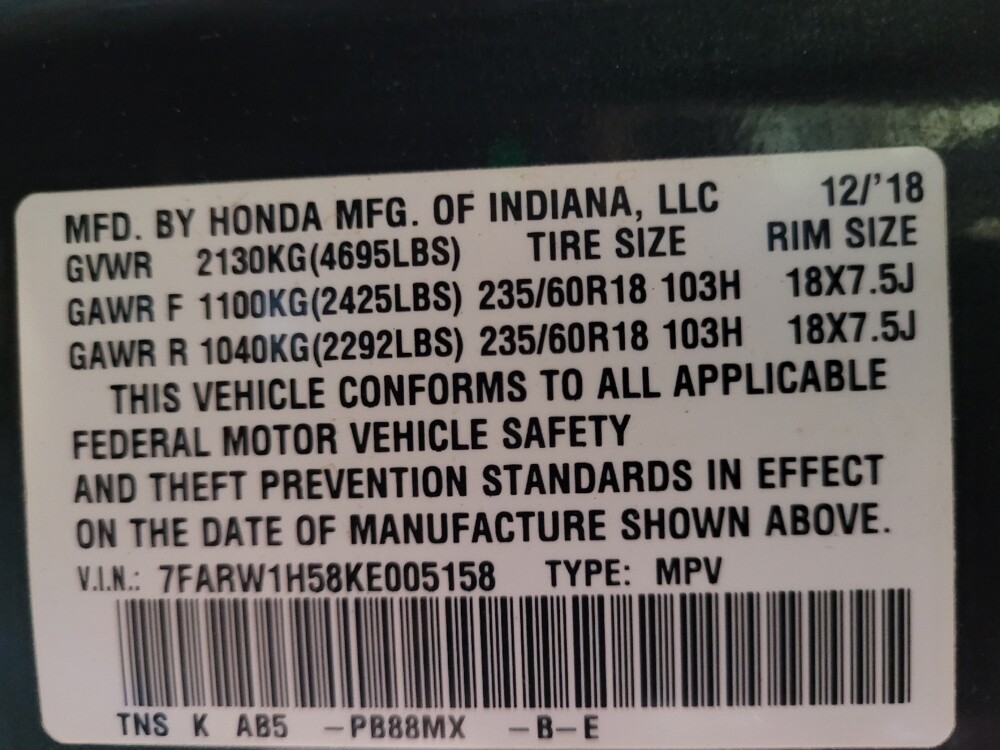 MFD. BY HONDA MFG. OF INDIANA, LLC 12/'18
GVWR 2130KG(4695LBS) TIRE SIZE RIM SIZE
GAWR F 1100KG(2425LBS) 235/60R18 103H 18X7.5J
GAWR R 1040KG(2292LBS) 235/60R18 103H 18X7.5J
THIS VEHICLE CONFORMS TO ALL APPLICABLE
FEDERAL MOTOR VEHICLE SAFETY
AND THEFT PREVENTION STANDARDS IN EFFECT
ON THE DATE OF MANUFACTURE SHOWN ABOVE.
V.I.N.: 7FARW1H58KE005158 TYPE: MPV
TNS K AB5 -PB88MX -B-E